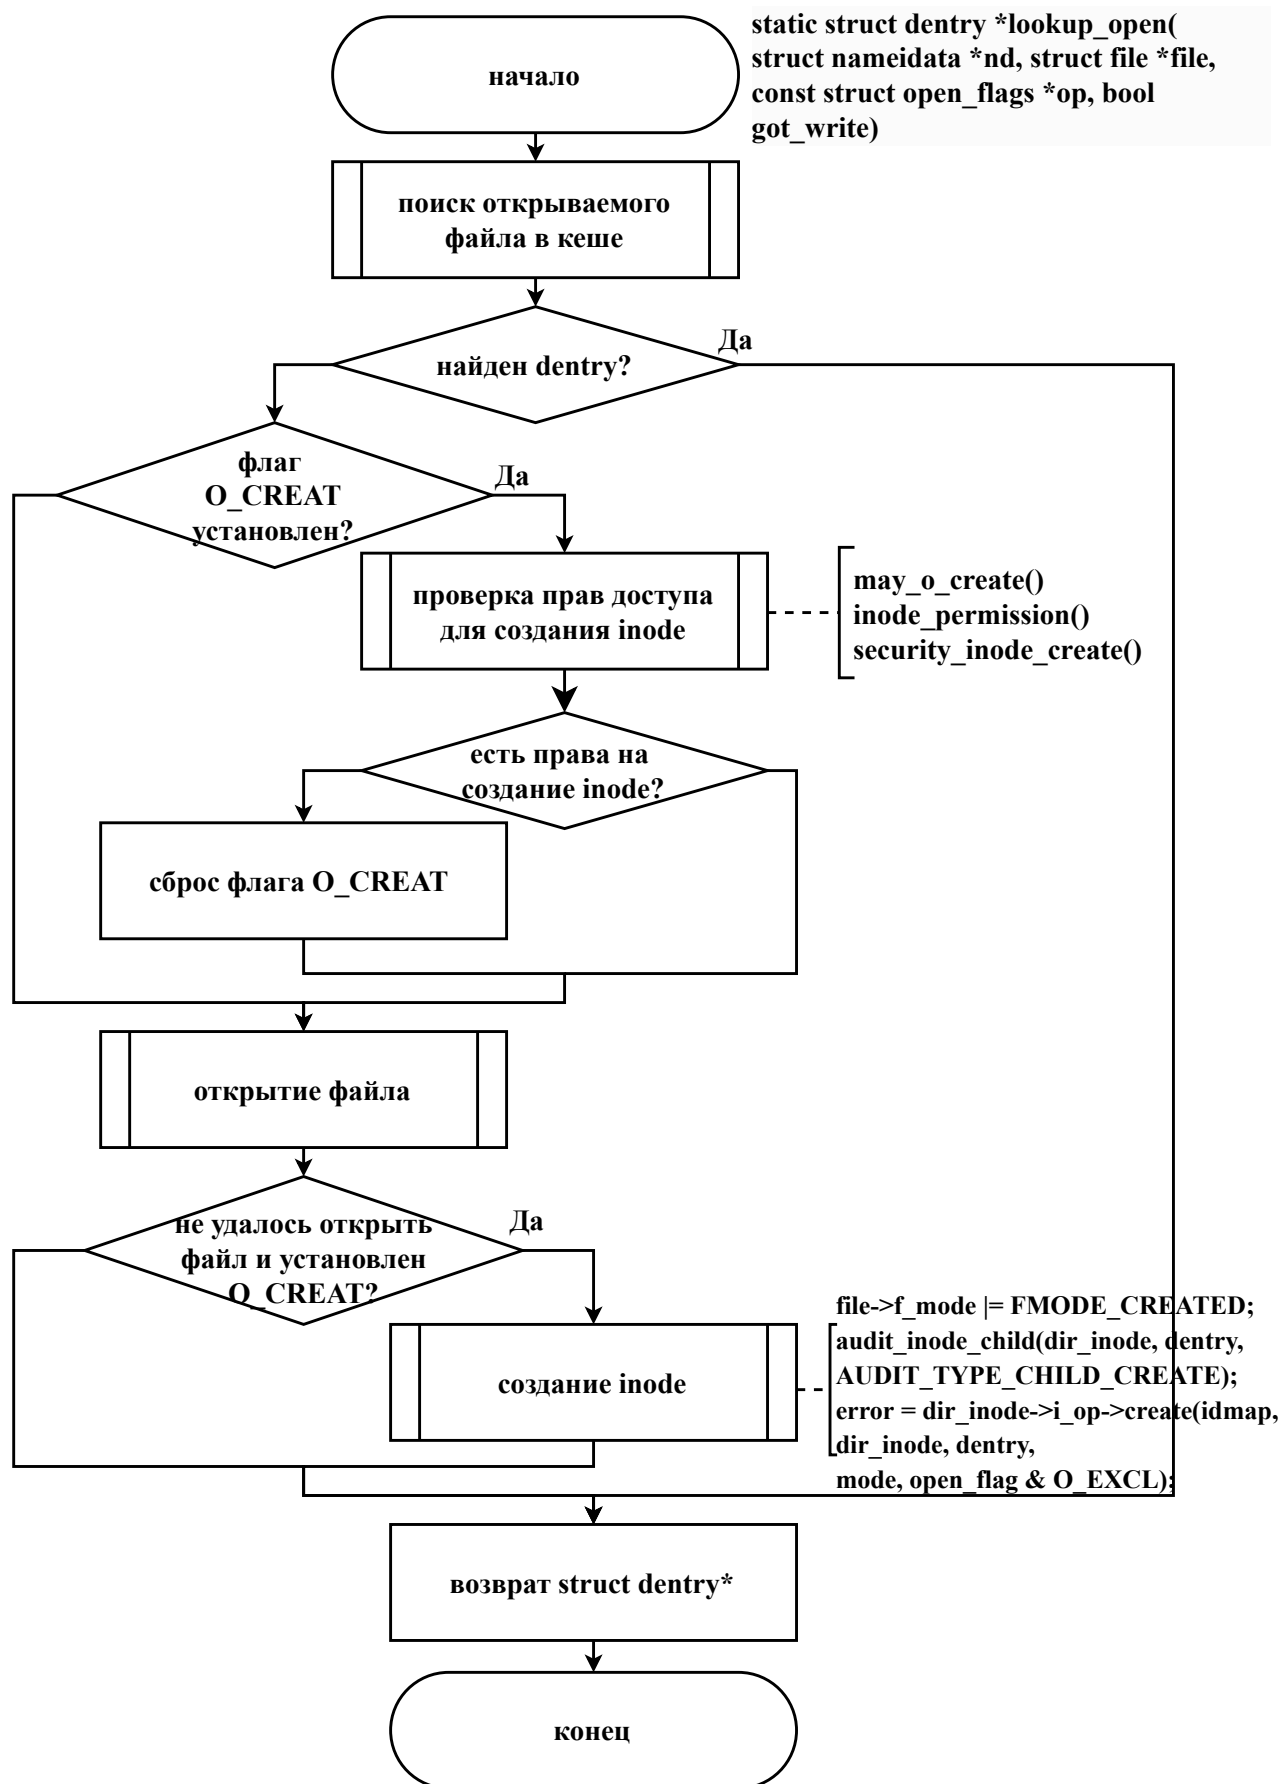 static struct dentry *lookup_open(
struct nameidata *nd, struct file *file,
const struct open_flags *op, bool
got_write)
начало
поиск открываемого
файла в кеше
найден dentry?
Да
флаг
O_CREAT
установлен?
Да
проверка прав доступа
для создания inode
may_o_create()
inode_permission()
security_inode_create()
есть права на
создание inode?
сброс флага O_CREAT
открытие файла
не удалось открыть
файл и установлен
O_CREAT?
Да
создание inode
file->f_mode |= FMODE_CREATED;
audit_inode_child(dir_inode, dentry,
AUDIT_TYPE_CHILD_CREATE);
error = dir_inode->i_op->create(idmap,
dir_inode, dentry,
mode, open_flag & O_EXCL);
возврат struct dentry*
конец